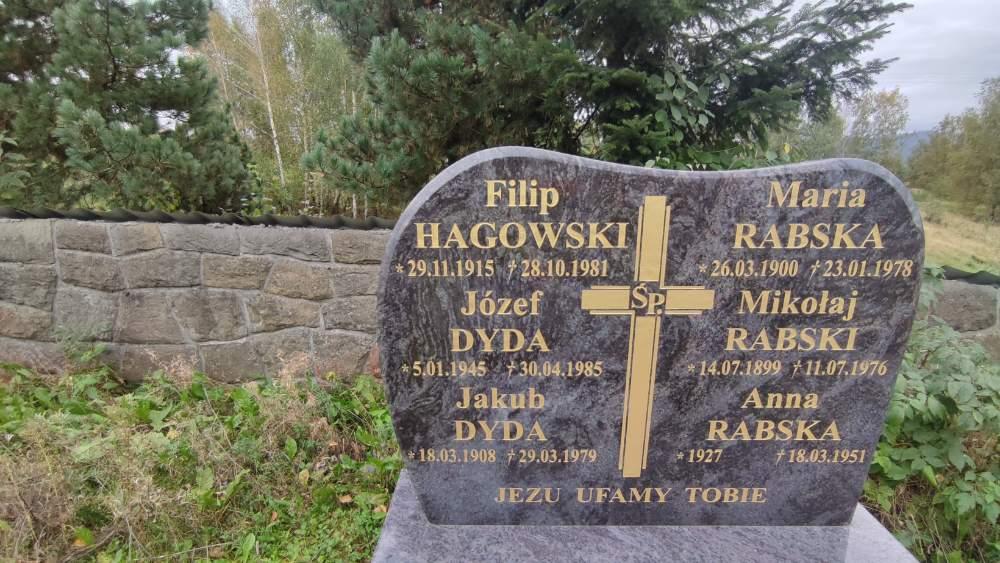 Filip
HAGOWSKI
* 29.11.1915 † 28.10.1981
Józef
DYDA
* 5.01.1945 † 30.04.1985
Jakub
DYDA
* 18.03.1908 † 29.03.1979
Ś.P.
Maria
RABSKA
* 26.03.1900 † 23.01.1978
Mikołaj
RABSKI
* 14.07.1899 † 11.07.1976
Anna
RABSKA
* 1927 † 18.03.1951
JEZU UFAMY TOBIE